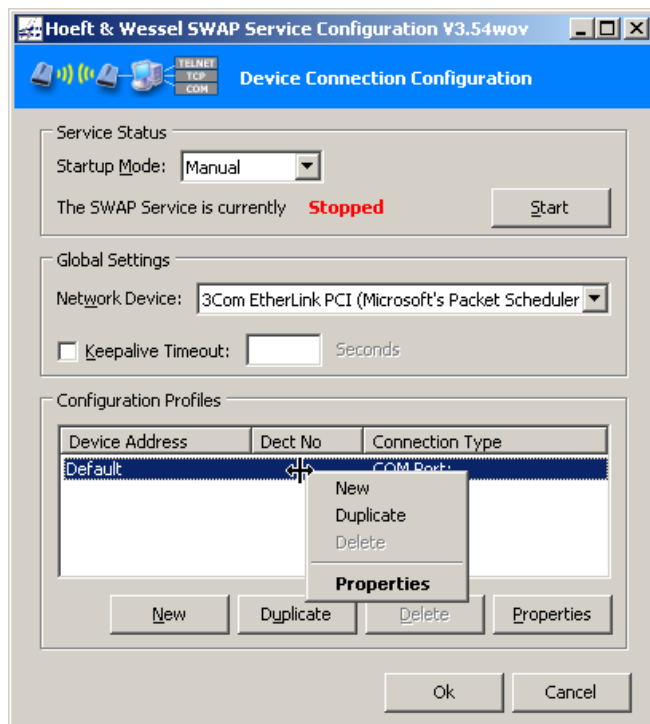 Hoeft & Wessel SWAP Service Configuration V3.54wov
TELNET
TCP
COM
Device Connection Configuration
Service Status
Startup Mode: Manual
The SWAP Service is currently Stopped Start
Global Settings
Network Device: 3Com EtherLink PCI (Microsoft's Packet Scheduler
Keepalive Timeout: Seconds
Configuration Profiles
Device Address Dect No Connection Type
Default COM Port:
New
Duplicate
Delete
Properties
New Duplicate Delete Properties
Ok Cancel